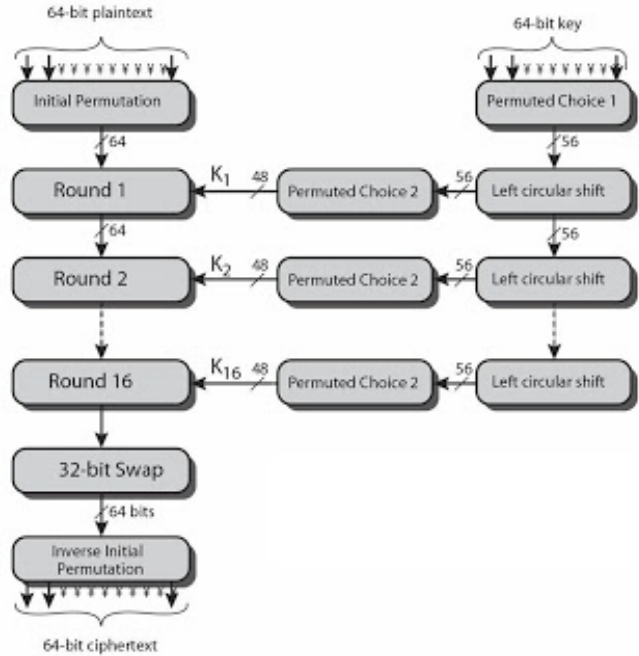 64-bit plaintext
64-bit key
Initial Permutation
Permuted Choice 1
64
56
Round 1
K1
48
Permuted Choice 2
56
Left circular shift
64
56
Round 2
K2
48
Permuted Choice 2
56
Left circular shift
Round 16
K16
48
Permuted Choice 2
56
Left circular shift
32-bit Swap
64 bits
Inverse Initial
Permutation
64-bit ciphertext